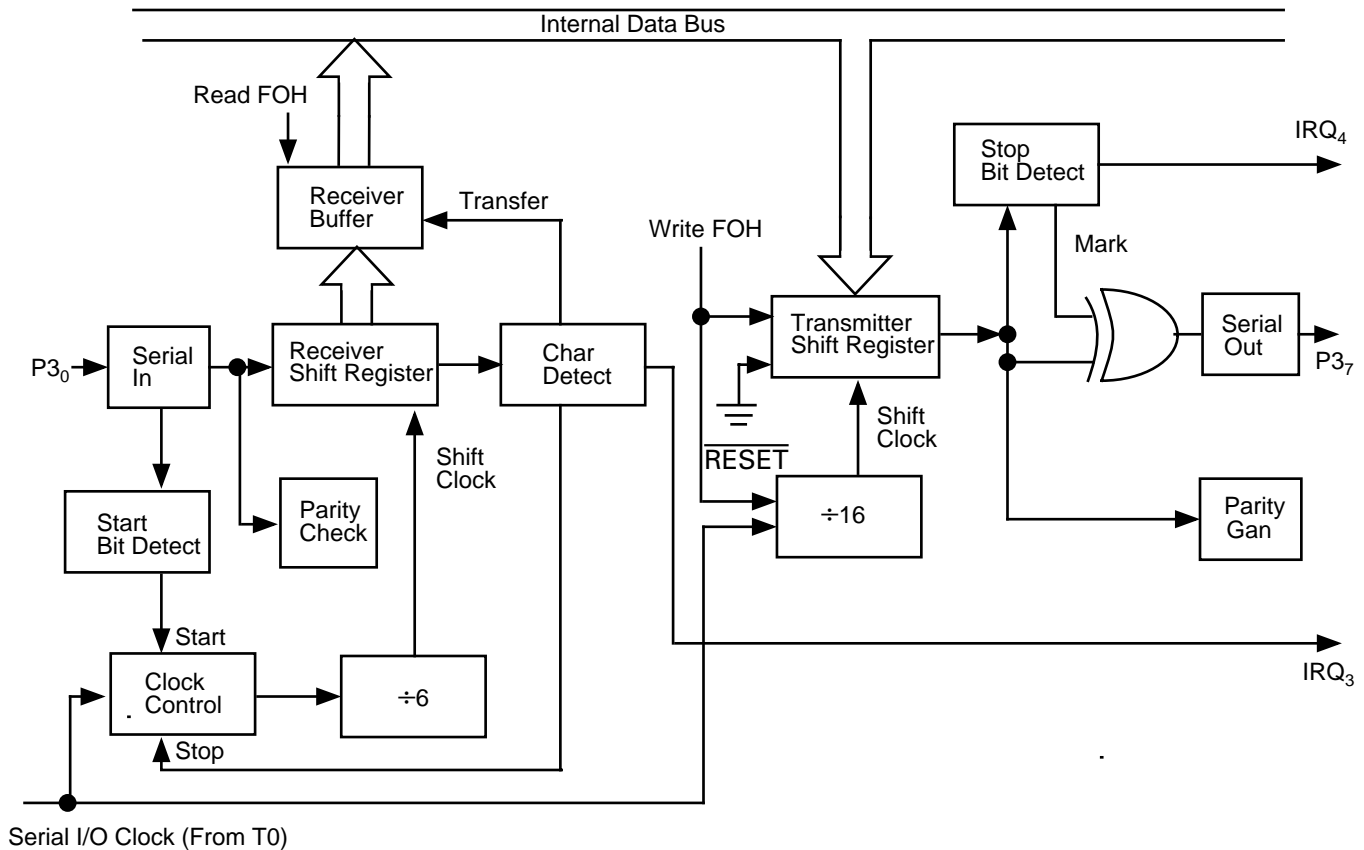 Internal Data Bus
Read FOH
IRQ4
Stop
Bit Detect
Receiver
Buffer
Transfer
Write FOH
Mark
P30
Serial
In
Receiver
Shift Register
Char
Detect
Transmitter
Shift Register
Serial
Out
P37
Shift
Clock
RESET
Shift
Clock
Start
Bit Detect
Parity
Check
÷16
Parity
Gan
Start
Clock
Control
÷6
IRQ3
Stop
Serial I/O Clock (From T0)